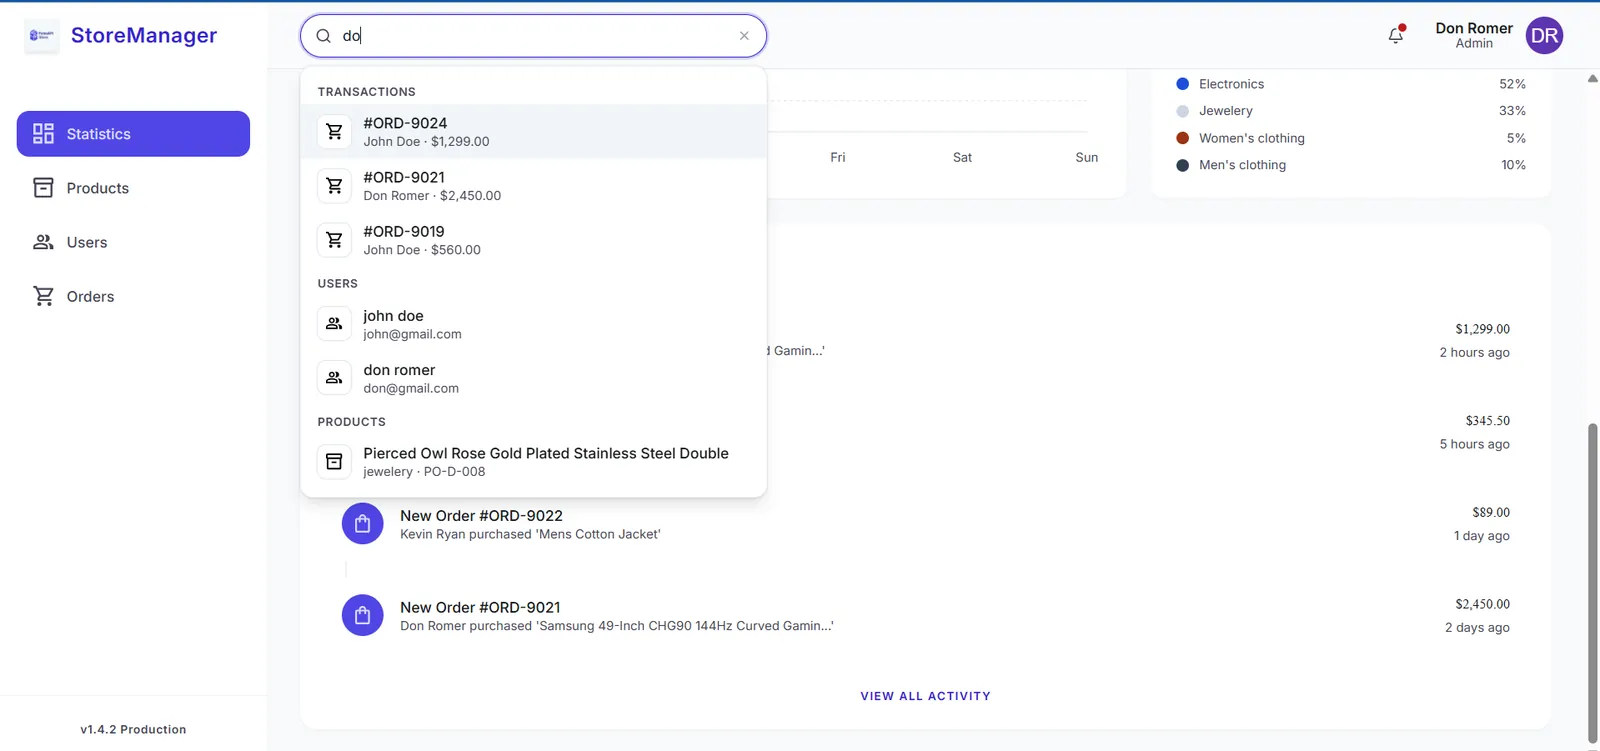 StoreManager
do
Don Romer
Admin
DR
Statistics
Products
Users
Orders
v1.4.2 Production
TRANSACTIONS
#ORD-9024
John Doe · $1,299.00
#ORD-9021
Don Romer · $2,450.00
#ORD-9019
John Doe · $560.00
USERS
john doe
john@gmail.com
don romer
don@gmail.com
PRODUCTS
Pierced Owl Rose Gold Plated Stainless Steel Double
jewelery · PO-D-008
Fri Sat Sun
Electronics 52%
Jewelery 33%
Women's clothing 5%
Men's clothing 10%
$1,299.00
Gamin...'
2 hours ago
$345.50
5 hours ago
New Order #ORD-9022
Kevin Ryan purchased 'Mens Cotton Jacket'
$89.00
1 day ago
New Order #ORD-9021
Don Romer purchased 'Samsung 49-Inch CHG90 144Hz Curved Gamin...'
$2,450.00
2 days ago
VIEW ALL ACTIVITY